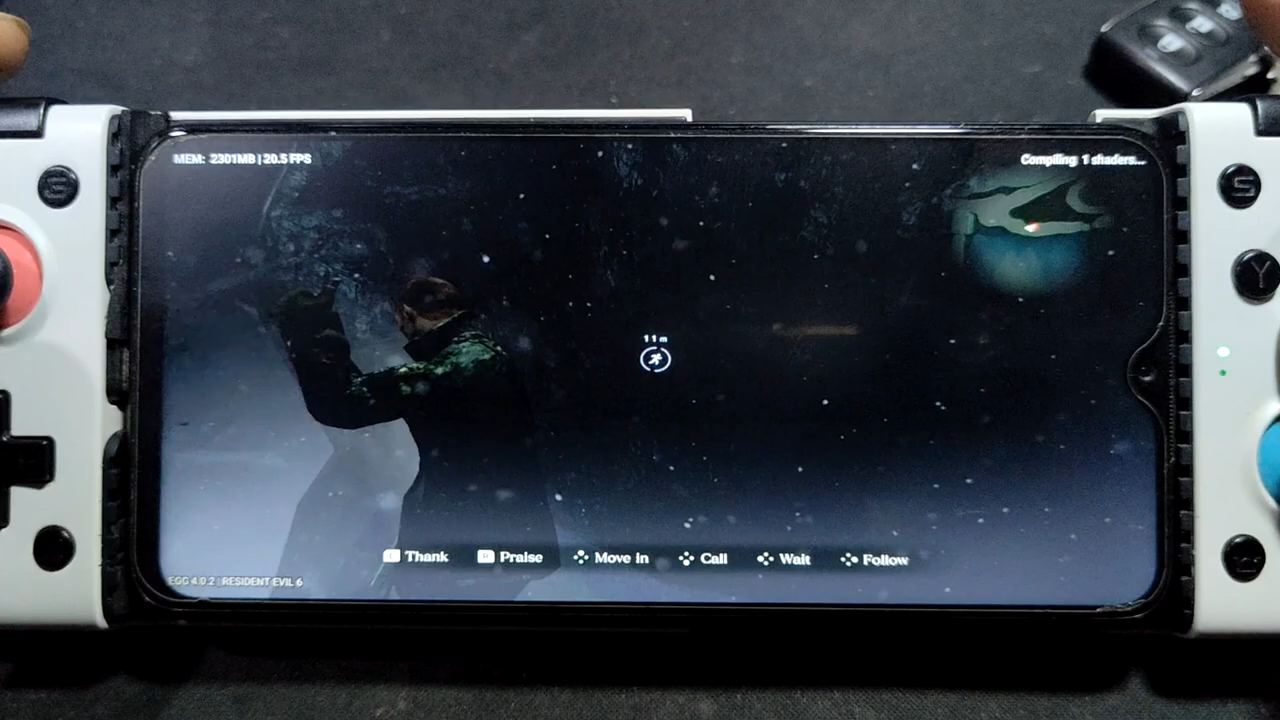 MEM: 2301MB | 20.5 FPS
Compiling 1 shaders...
S
Y
11 m
Thank
Praise
Move in
Call
Wait
Follow
EGG 4.0.2 | RESIDENT EVIL 6